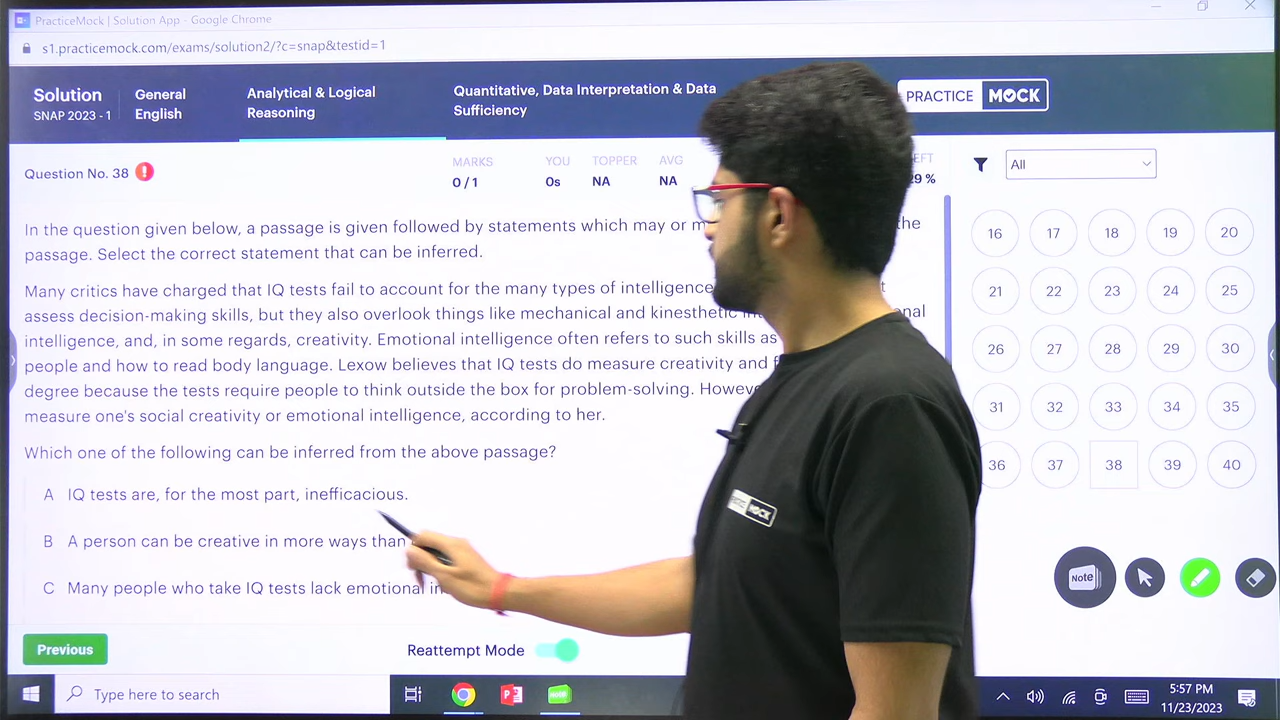 PracticeMock | Solution App - Google Chrome
s1.practicemock.com/exams/solution2/?c=snap&testid=1
Solution
SNAP 2023 - 1
General
English
Analytical & Logical
Reasoning
Quantitative, Data Interpretation & Data
Sufficiency
PRACTICE MOCK
Question No. 38
MARKS
0 / 1
YOU
0s
TOPPER
NA
AVG
NA
29 %
All
In the question given below, a passage is given followed by statements which may or the
passage. Select the correct statement that can be inferred.
Many critics have charged that IQ tests fail to account for the many types of intelligence
assess decision-making skills, but they also overlook things like mechanical and kinesthetic
intelligence, and, in some regards, creativity. Emotional intelligence often refers to such skills as
people and how to read body language. Lexow believes that IQ tests do measure creativity and
degree because the tests require people to think outside the box for problem-solving.
measure one's social creativity or emotional intelligence, according to her.
Which one of the following can be inferred from the above passage?
A IQ tests are, for the most part, inefficacious.
B A person can be creative in more ways than
C Many people who take IQ tests lack emotional
16 17 18 19 20
21 22 23 24 25
26 27 28 29 30
31 32 33 34 35
36 37 38 39 40
MOCK
Note
Previous
Reattempt Mode
Type here to search
5:57 PM
11/23/2023